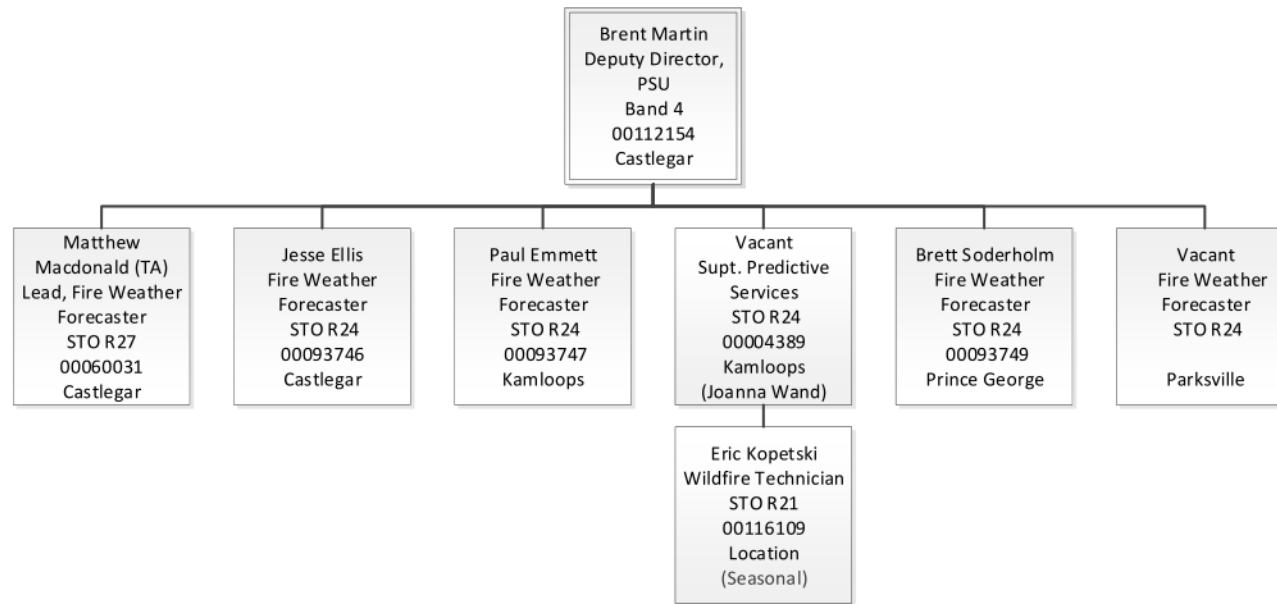 Brent Martin
Deputy Director,
PSU
Band 4
00112154
Castlegar
Matthew
Macdonald (TA)
Lead, Fire Weather
Forecaster
STO R27
00060031
Castlegar
Jesse Ellis
Fire Weather
Forecaster
STO R24
00093746
Castlegar
Paul Emmett
Fire Weather
Forecaster
STO R24
00093747
Kamloops
Vacant
Supt. Predictive
Services
STO R24
00004389
Kamloops
(Joanna Wand)
Brett Soderholm
Fire Weather
Forecaster
STO R24
00093749
Prince George
Vacant
Fire Weather
Forecaster
STO R24
Parksville
Eric Kopetski
Wildfire Technician
STO R21
00116109
Location
(Seasonal)